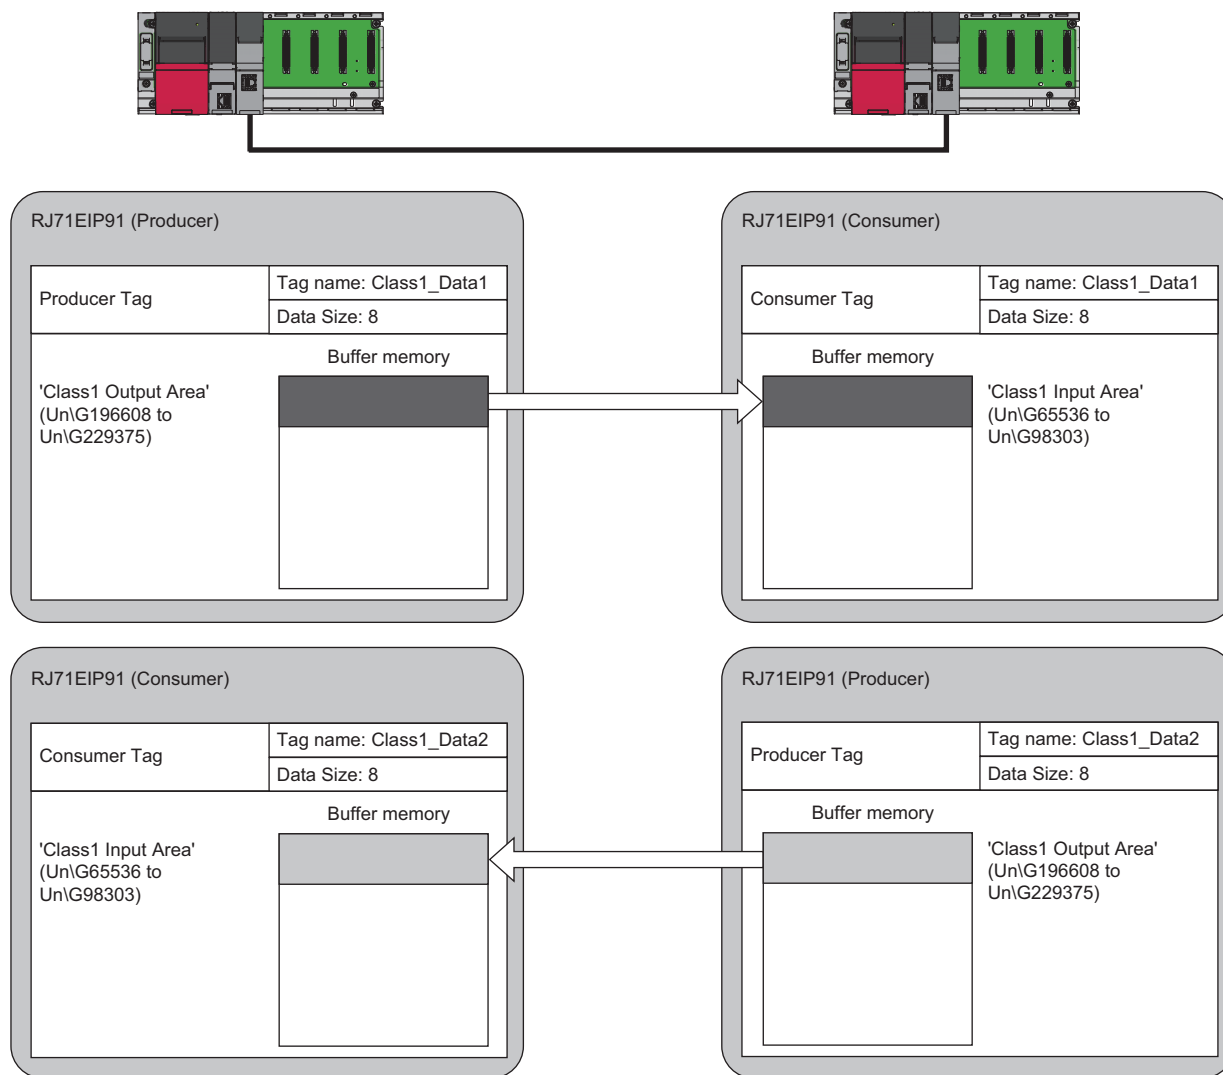 RJ71EIP91 (Producer)
Producer Tag
Tag name: Class1_Data1
Data Size: 8
Buffer memory
'Class1 Output Area'
(Un\G196608 to
Un\G229375)
RJ71EIP91 (Consumer)
Consumer Tag
Tag name: Class1_Data1
Data Size: 8
Buffer memory
'Class1 Input Area'
(Un\G65536 to
Un\G98303)
RJ71EIP91 (Consumer)
Consumer Tag
Tag name: Class1_Data2
Data Size: 8
Buffer memory
'Class1 Input Area'
(Un\G65536 to
Un\G98303)
RJ71EIP91 (Producer)
Producer Tag
Tag name: Class1_Data2
Data Size: 8
Buffer memory
'Class1 Output Area'
(Un\G196608 to
Un\G229375)